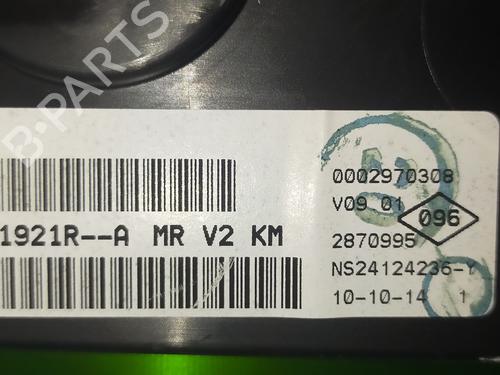 B-PARTS
0002970308
V09 01
096
1921R--A MR V2 KM
2870995
NS24124236-Y
10-10-14 1